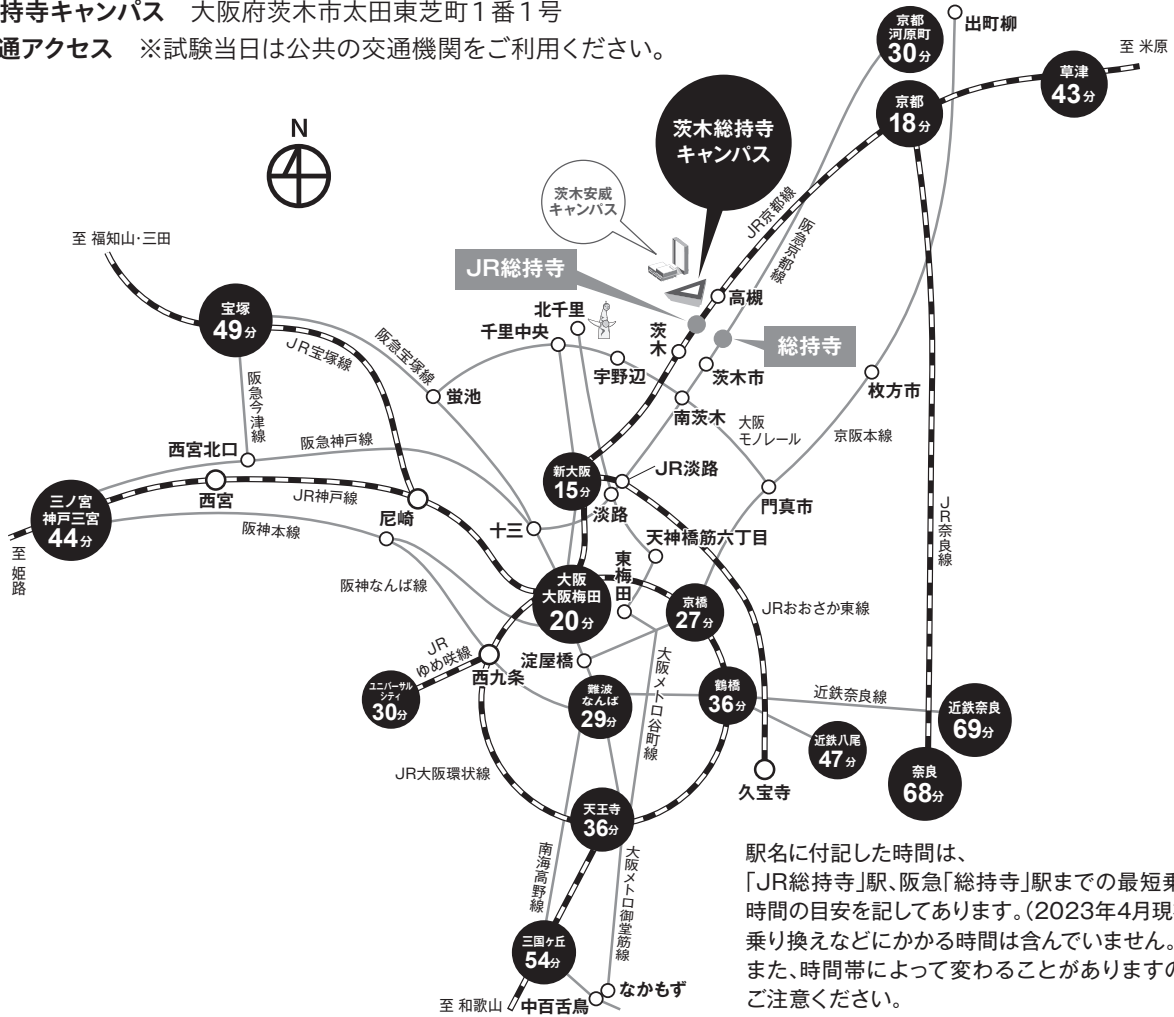 持寺キャンパス 大阪府茨木市太田東芝町1番1号
通アクセス ※試験当日は公共の交通機関をご利用ください。
京都
河原町
30分
出町柳
至 米原
草津
43分
京都
18分
茨木総持寺
キャンパス
N
茨木安威
キャンパス
JR京都線
阪急京都線
至 福知山・三田
JR総持寺
高槻
宝塚
49分
北千里
千里中央
茨木
総持寺
JR宝塚線
阪急宝塚線
宇野辺
茨木市
枚方市
蛍池
南茨木
大阪
モノレール
京阪本線
阪急今津線
西宮北口
阪急神戸線
新大阪
15分
JR淡路
三ノ宮
神戸三宮
44分
西宮
JR神戸線
尼崎
淡路
門真市
JR奈良線
十三
阪神本線
天神橋筋六丁目
至 姫路
東梅田
阪神なんば線
大阪
大阪梅田
20分
京橋
27分
JRおおさか東線
JR
ゆめ咲線
淀屋橋
西九条
大阪メトロ谷町線
ユニバーサル
シティ
30分
難波
なんば
29分
鶴橋
36分
近鉄奈良線
近鉄奈良
69分
近鉄八尾
47分
JR大阪環状線
久宝寺
奈良
68分
天王寺
36分
南海高野線
大阪メトロ御堂筋線
三国ヶ丘
54分
至 和歌山
中百舌鳥
なかもず
駅名に付記した時間は、
「JR総持寺」駅、阪急「総持寺」駅までの最短乗
時間の目安を記してあります。(2023年4月現
乗り換えなどにかかる時間は含んでいません。
また、時間帯によって変わることがありますの
ご注意ください。